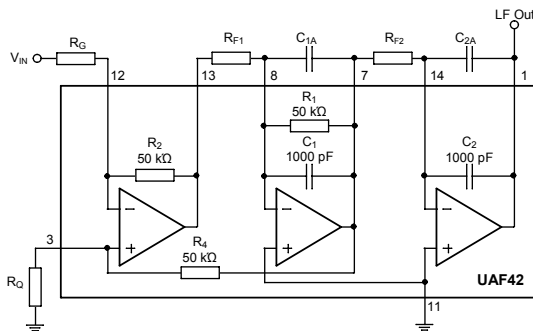 LF Out
V_IN R_G R_F1 C_1A R_F2 C_2A
12 13 8 7 14 1
R_1
50 kΩ
R_2
50 kΩ
C_1
1000 pF
C_2
1000 pF
3
R_4
50 kΩ
R_Q
UAF42
11